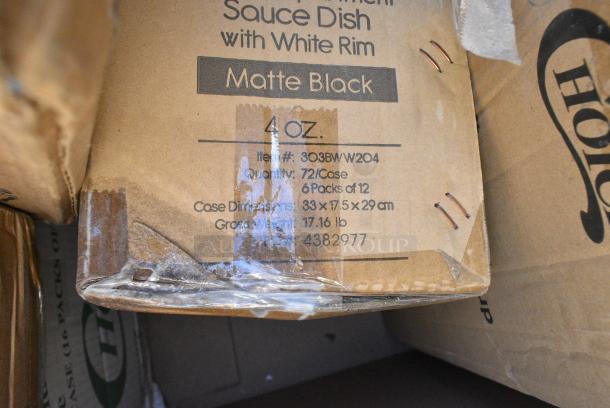 Sauce Dish
with White Rim
Matte Black
4 oz.
Item #: 303BWW204
Quantity: 72/Case
6 Packs of 12
Case Dimensions: 33 x 17.5 x 29 cm
Gross Weight: 17.16 lb
4382977